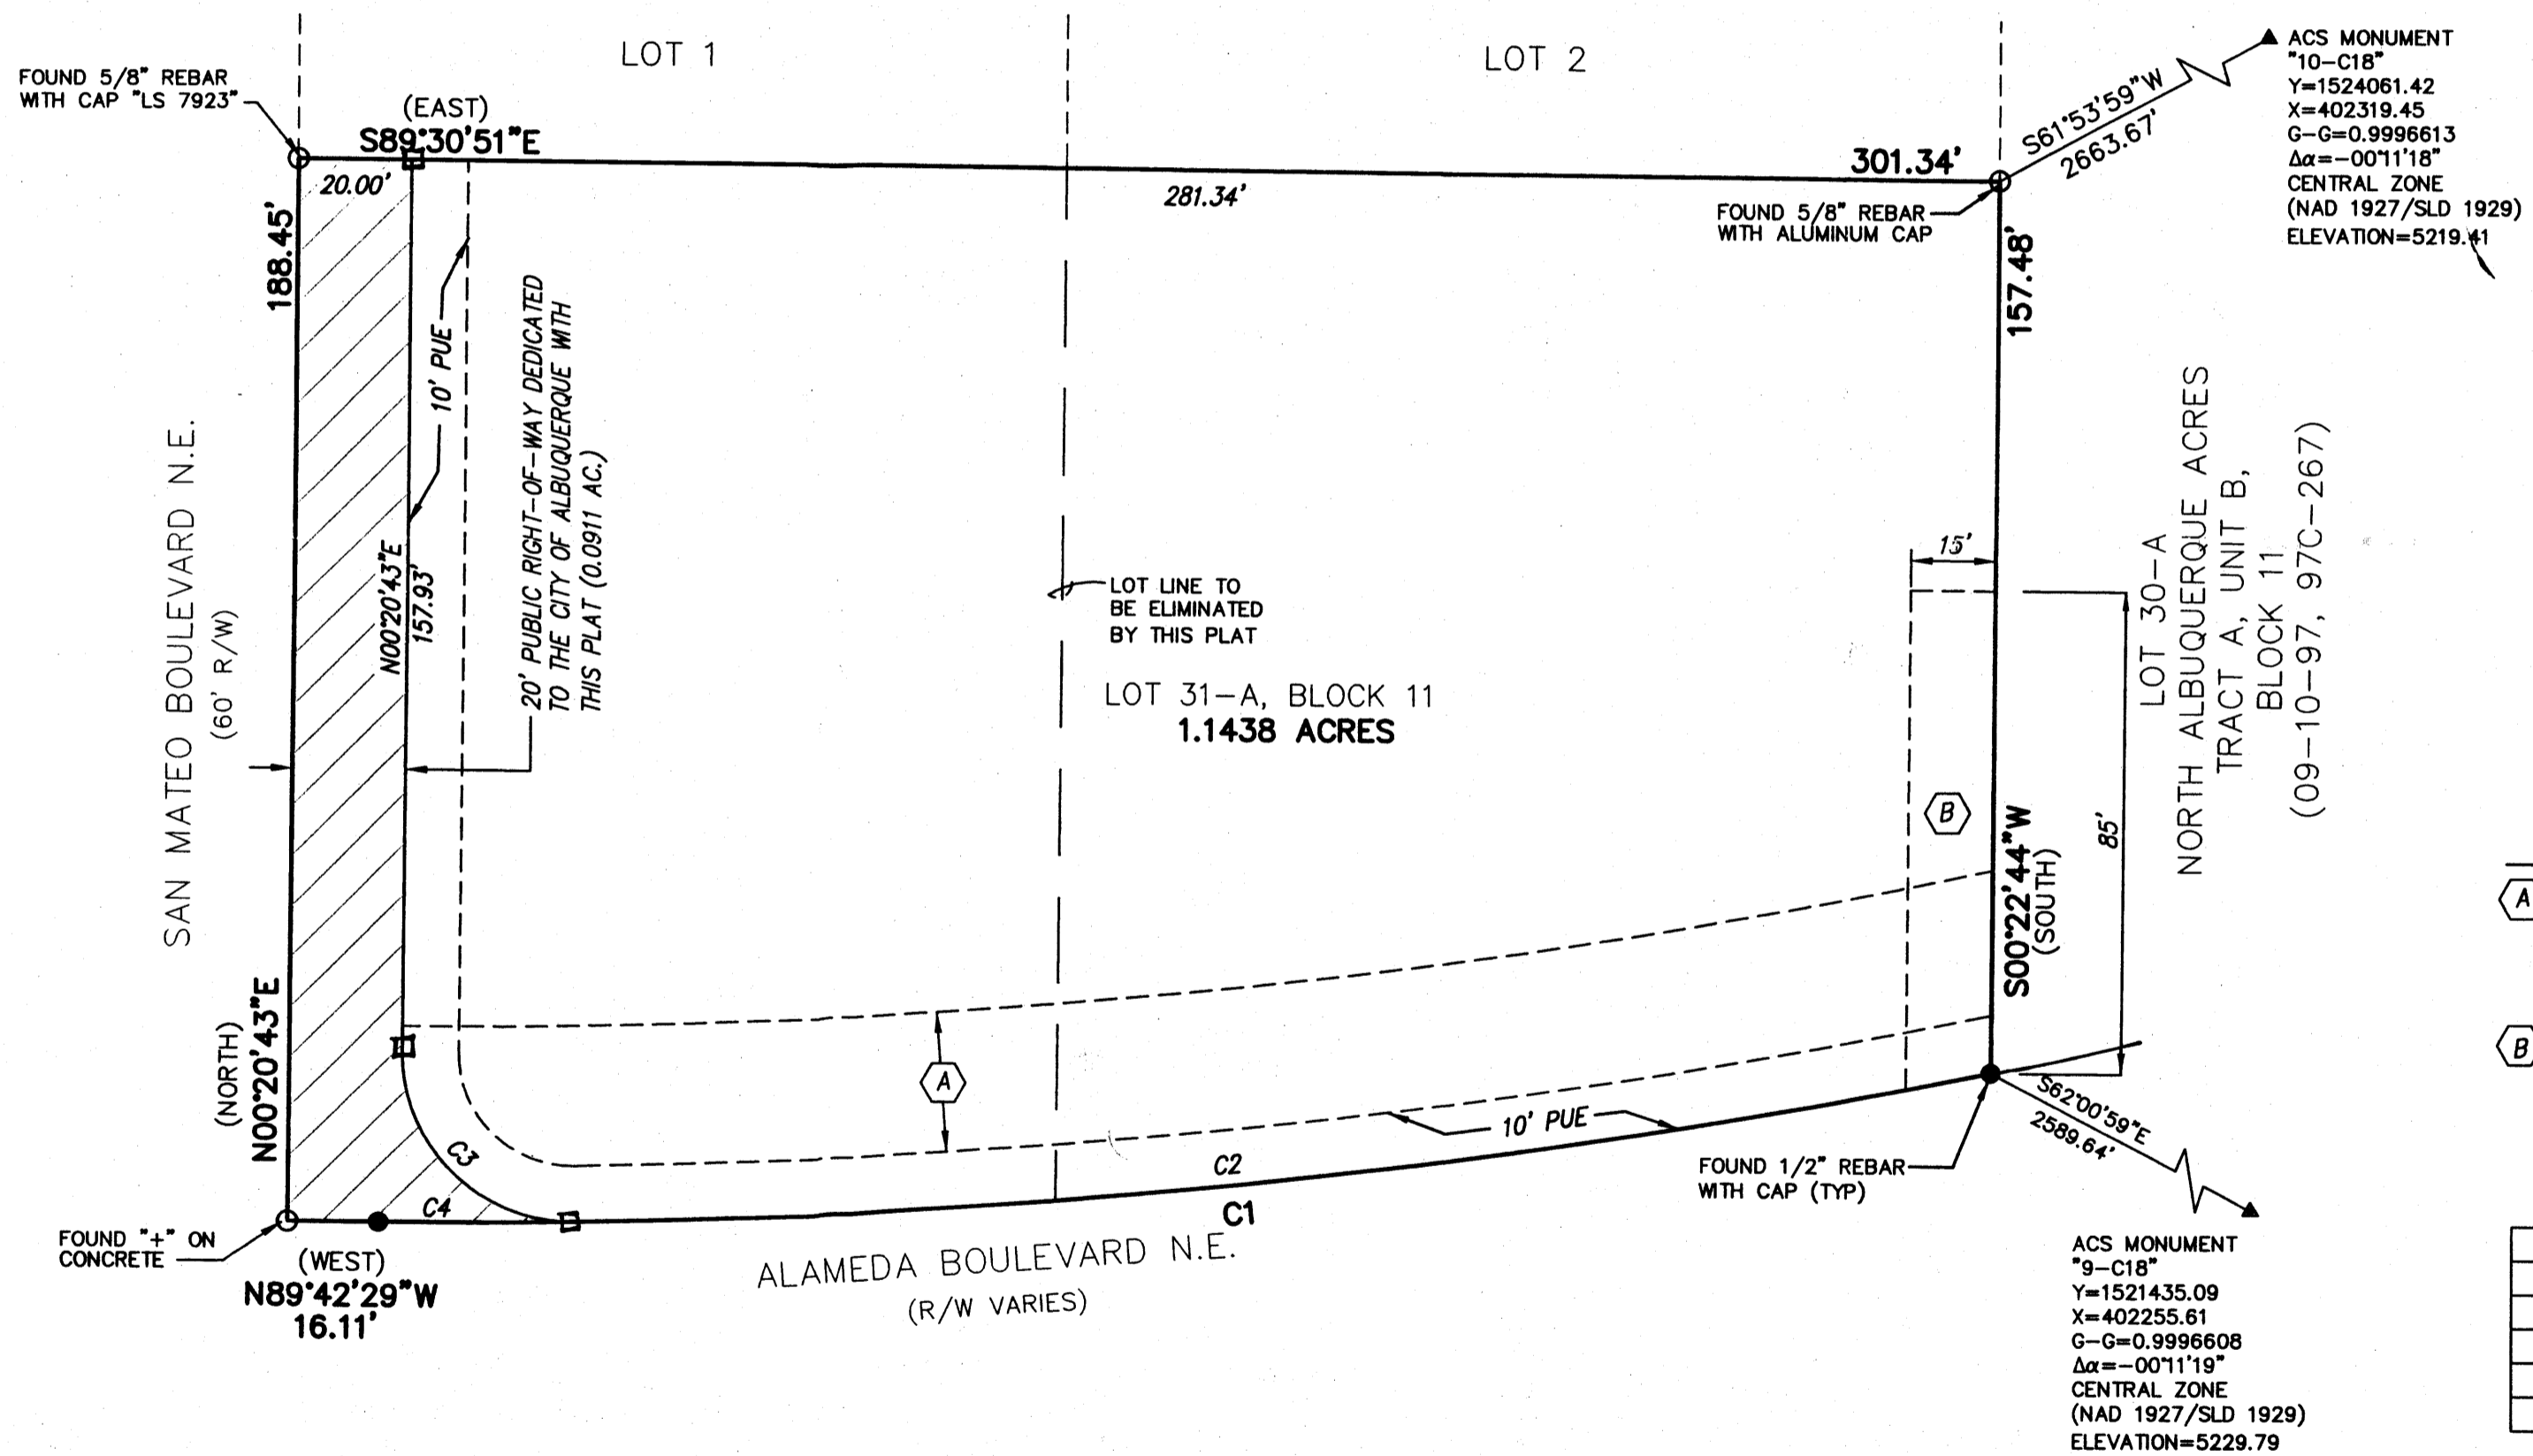 LOT 1
LOT 2
FOUND 5/8" REBAR
WITH CAP "LS 7923"
(EAST)
S89°30'51"E
20.00'
281.34'
301.34'
S61°53'59"W
2663.67'
ACS MONUMENT
"10-C18"
Y=1524061.42
X=402319.45
G-G=0.9996613
Δα=-00°11'18"
CENTRAL ZONE
(NAD 1927/SLD 1929)
ELEVATION=5219.41
FOUND 5/8" REBAR
WITH ALUMINUM CAP
188.45'
10' PUE
20' PUBLIC RIGHT-OF-WAY DEDICATED
TO THE CITY OF ALBUQUERQUE WITH
THIS PLAT (0.0911 AC.)
157.48'
SAN MATEO BOULEVARD N.E.
(60' R/W)
N00°20'43"E
157.93'
LOT LINE TO
BE ELIMINATED
BY THIS PLAT
LOT 31-A, BLOCK 11
1.1438 ACRES
15'
B
85'
LOT 30-A
NORTH ALBUQUERQUE ACRES
TRACT A, UNIT B,
BLOCK 11
(09-10-97, 97C-267)
S00°22'44"W
(SOUTH)
A
B
(NORTH)
N00°20'43"E
A
C3
C4
C2
C1
10' PUE
FOUND 1/2" REBAR
WITH CAP (TYP)
S62°00'59"E
2589.64'
FOUND "+" ON
CONCRETE
(WEST)
N89°42'29"W
16.11'
ALAMEDA BOULEVARD N.E.
(R/W VARIES)
ACS MONUMENT
"9-C18"
Y=1521435.09
X=402255.61
G-G=0.9996608
Δα=-00°11'19"
CENTRAL ZONE
(NAD 1927/SLD 1929)
ELEVATION=5229.79